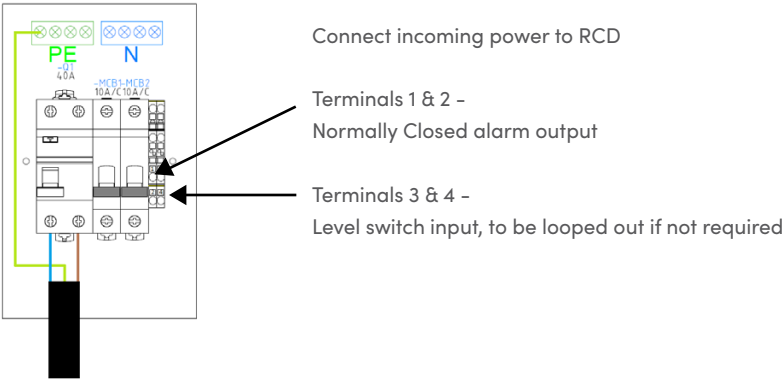 Connect incoming power to RCD
PE
N
-Q1
40A
-MCB1-MCB2
10A/C10A/C
Terminals 1 & 2 -
Normally Closed alarm output
Terminals 3 & 4 -
Level switch input, to be looped out if not required